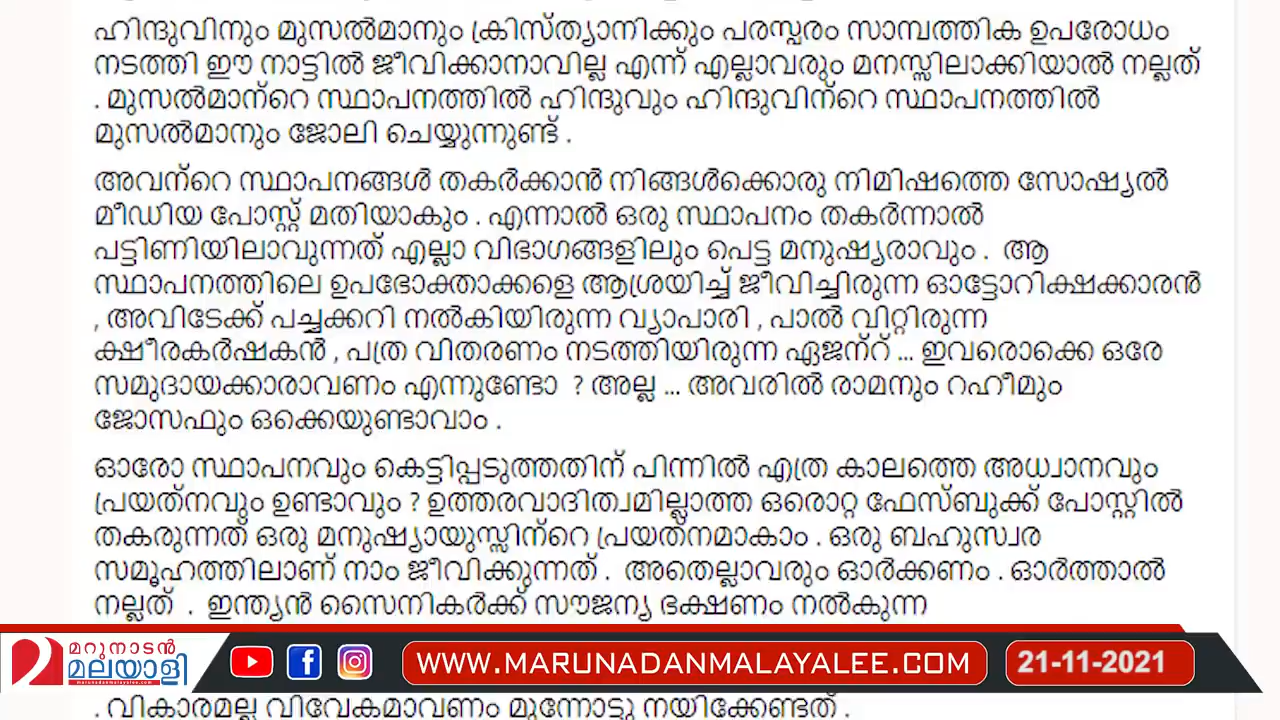 ഹിന്ദുവിനും മുസൽമാനും ക്രിസ്ത്യാനിക്കും പരസ്പരം സാമ്പത്തിക ഉപരോധം
നടത്തി ഈ നാട്ടിൽ ജീവിക്കാനാവില്ല എന്ന് എല്ലാവരും മനസ്സിലാക്കിയാൽ നല്ലത്
. മുസൽമാന്റെ സ്ഥാപനത്തിൽ ഹിന്ദുവും ഹിന്ദുവിന്റെ സ്ഥാപനത്തിൽ
മുസൽമാനും ജോലി ചെയ്യുന്നുണ്ട് .
അവന്റെ സ്ഥാപനങ്ങൾ തകർക്കാൻ നിങ്ങൾക്കൊരു നിമിഷത്തെ സോഷ്യൽ
മീഡിയ പോസ്റ്റ് മതിയാകും . എന്നാൽ ഒരു സ്ഥാപനം തകർന്നാൽ
പട്ടിണിയിലാവുന്നത് എല്ലാ വിഭാഗങ്ങളിലും പെട്ട മനുഷ്യരാവും . ആ
സ്ഥാപനത്തിലെ ഉപഭോക്താക്കളെ ആശ്രയിച്ച് ജീവിച്ചിരുന്ന ഓട്ടോറിക്ഷക്കാരൻ
, അവിടേക്ക് പച്ചക്കറി നൽകിയിരുന്ന വ്യാപാരി , പാൽ വിറ്റിരുന്ന
ക്ഷീരകർഷകൻ , പത്ര വിതരണം നടത്തിയിരുന്ന ഏജന്റ് ... ഇവരൊക്കെ ഒരേ
സമുദായക്കാരാവണം എന്നുണ്ടോ ? അല്ല ... അവരിൽ രാമനും റഹീമും
ജോസഫും ഒക്കെയുണ്ടാവാം .
ഓരോ സ്ഥാപനവും കെട്ടിപ്പടുത്തതിന് പിന്നിൽ എത്ര കാലത്തെ അധ്വാനവും
പ്രയത്നവും ഉണ്ടാവും ? ഉത്തരവാദിത്വമില്ലാത്ത ഒരൊറ്റ ഫേസ്ബുക്ക് പോസ്റ്റിൽ
തകരുന്നത് ഒരു മനുഷ്യായുസ്സിന്റെ പ്രയത്നമാകാം . ഒരു ബഹുസ്വര
സമൂഹത്തിലാണ് നാം ജീവിക്കുന്നത് . അതെല്ലാവരും ഓർക്കണം . ഓർത്താൽ
നല്ലത് . ഇന്ത്യൻ സൈനികർക്ക് സൗജന്യ ഭക്ഷണം നൽകുന്ന
മറുനാടൻ
മലയാളി
marunadanmalayalee.com
WWW.MARUNADANMALAYALEE.COM
21-11-2021
. വികാരമല്ല വിവേകമാവണം മുന്നോട്ടു നയിക്കേണ്ടത് .